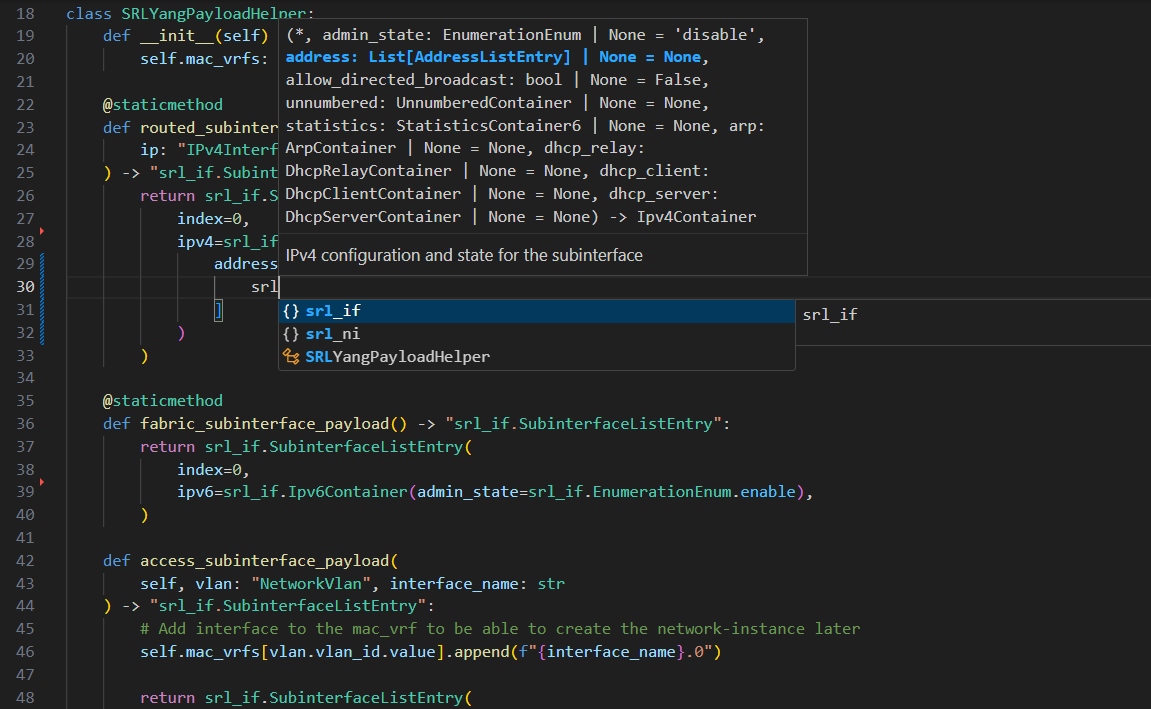 18 class SRLYangPayloadHelper:
19 def __init__(self)
20 self.mac_vrfs:
21
22 @staticmethod
23 def routed_subinter
24 ip: "IPv4Interf
25 ) -> "srl_if.Subint
26 return srl_if.S
27 index=0,
28 ipv4=srl_if
29 address
30 srl
31 ]
32 )
33 )
34
35 @staticmethod
36 def fabric_subinterface_payload() -> "srl_if.SubinterfaceListEntry":
37 return srl_if.SubinterfaceListEntry(
38 index=0,
39 ipv6=srl_if.Ipv6Container(admin_state=srl_if.EnumerationEnum.enable),
40 )
41
42 def access_subinterface_payload(
43 self, vlan: "NetworkVlan", interface_name: str
44 ) -> "srl_if.SubinterfaceListEntry":
45 # Add interface to the mac_vrf to be able to create the network-instance later
46 self.mac_vrfs[vlan.vlan_id.value].append(f"{interface_name}.0")
47
48 return srl_if.SubinterfaceListEntry(
(*, admin_state: EnumerationEnum | None = 'disable',
address: List[AddressListEntry] | None = None,
allow_directed_broadcast: bool | None = False,
unnumbered: UnnumberedContainer | None = None,
statistics: StatisticsContainer6 | None = None, arp:
ArpContainer | None = None, dhcp_relay:
DhcpRelayContainer | None = None, dhcp_client:
DhcpClientContainer | None = None, dhcp_server:
DhcpServerContainer | None = None) -> Ipv4Container
IPv4 configuration and state for the subinterface
{} srl_if
{} srl_ni
SRLYangPayloadHelper
srl_if